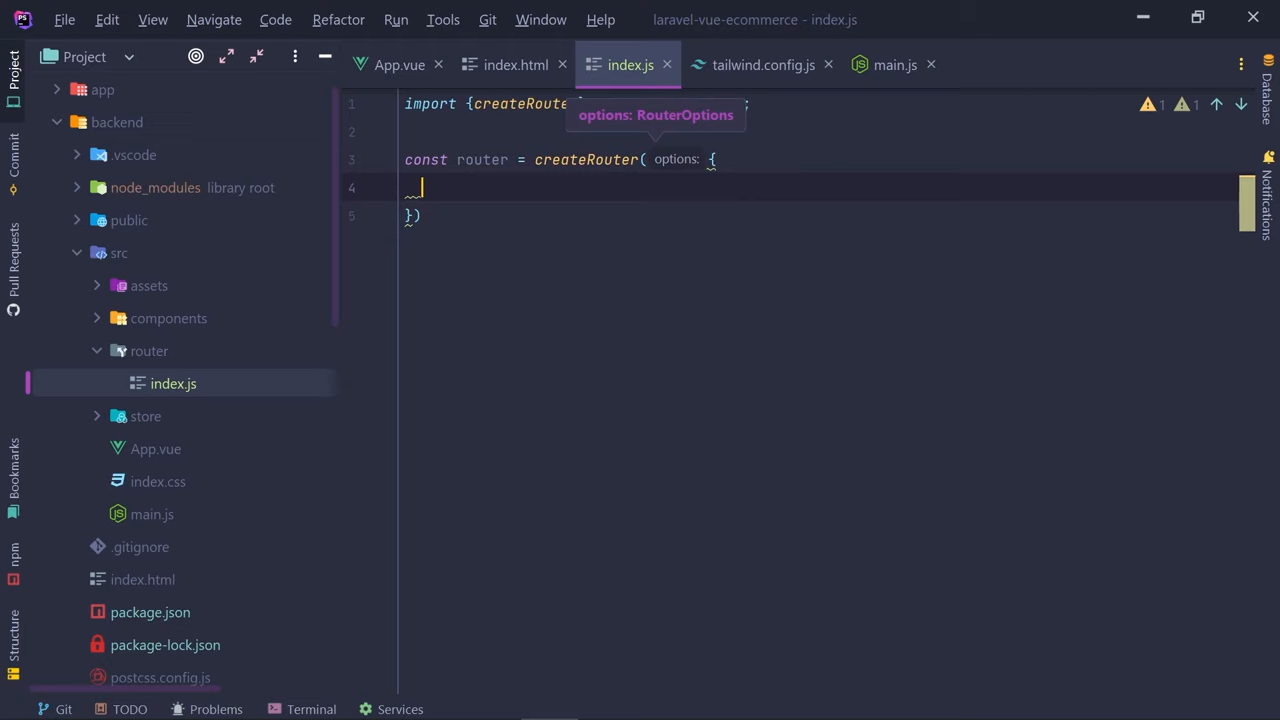 File Edit View Navigate Code Refactor Run Tools Git Window Help laravel-vue-ecommerce - index.js
Project
App.vue
index.html
index.js
tailwind.config.js
main.js
app
backend
.vscode
node_modules library root
public
src
assets
components
router
index.js
store
App.vue
index.css
main.js
.gitignore
index.html
package.json
package-lock.json
postcss.config.js
1 import {createRoute ;
options: RouterOptions
2
3 const router = createRouter( options: {
4
5 })
1 1
PS
Project
Commit
Pull Requests
Bookmarks
npm
Structure
Database
Notifications
Git TODO Problems Terminal Services